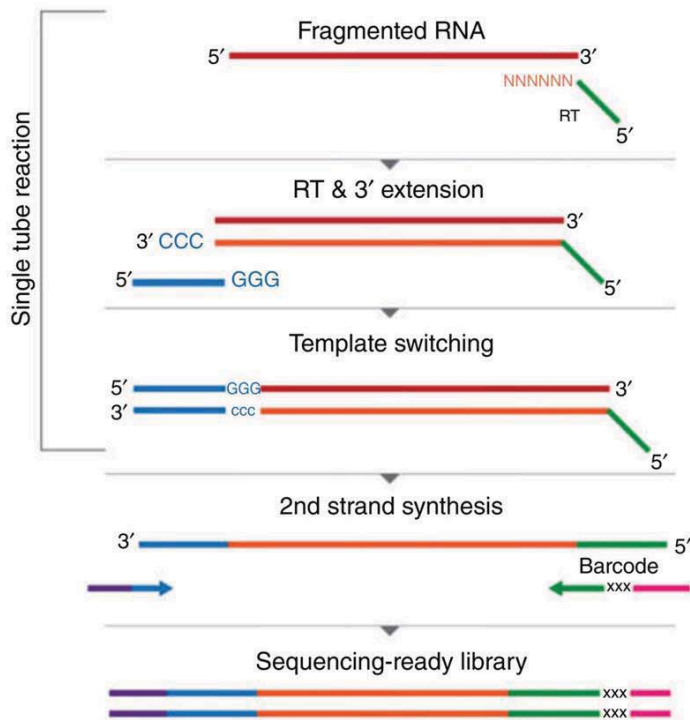 Single tube reaction
Fragmented RNA
5′ 3′
NNNNNN
RT
5′
RT & 3′ extension
3′
3′ CCC
5′ GGG
5′
Template switching
5′ GGG 3′
3′ ccc
5′
2nd strand synthesis
3′ 5′
Barcode
xxx
Sequencing-ready library
xxx
xxx